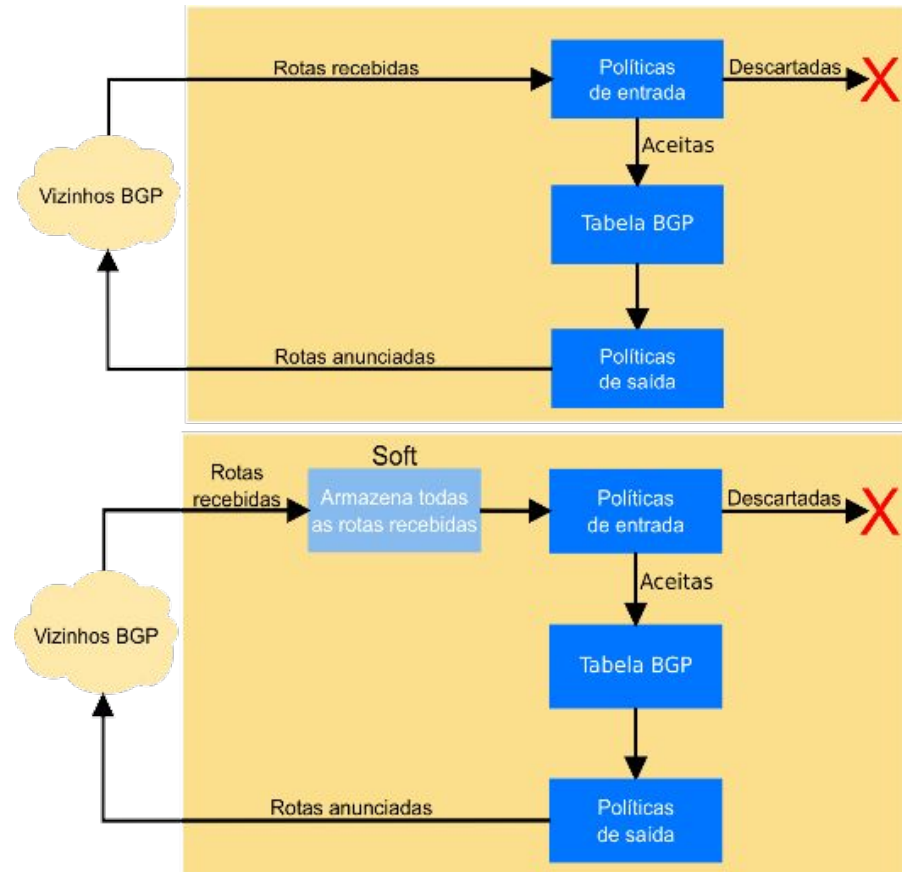 Rotas recebidas
Políticas
de entrada
Descartadas
X
Aceitas
Vizinhos BGP
Tabela BGP
Rotas anunciadas
Políticas
de saída
Soft
Rotas
recebidas
Armazena todas
as rotas recebidas
Políticas
de entrada
Descartadas
X
Aceitas
Vizinhos BGP
Tabela BGP
Rotas anunciadas
Políticas
de saída